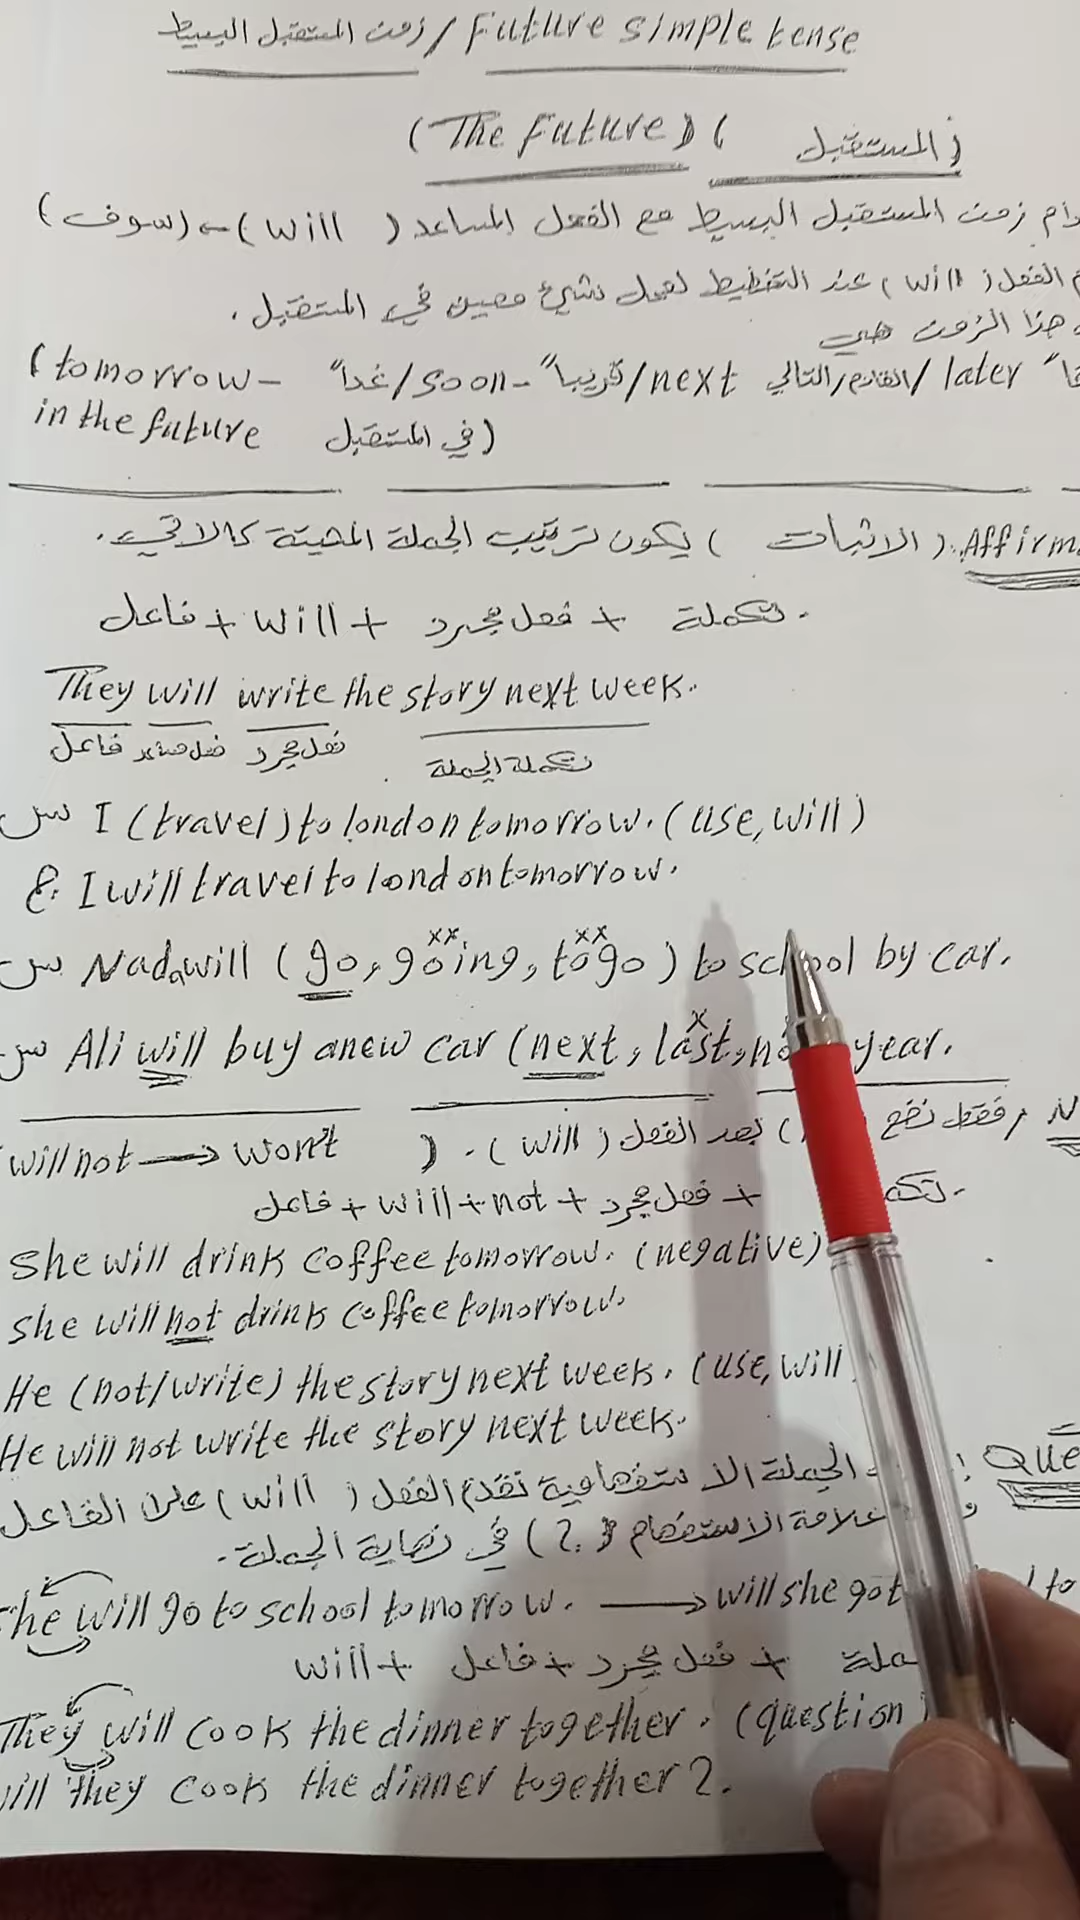 زمن المستقبل البسيط / Future simple tense
(The Future) (المستقبل)
زمن المستقبل البسيط مع الفعل المساعد (will) ← (سوف)
الفعل (will) عند التخطيط لعمل شيء معين في المستقبل.
هذا الزمن هي
(tomorrow- "غداً" / soon- "قريباً" / next القادم/التالي / later
in the future في المستقبل)
(الاثبات) يكون ترتيب الجملة المثبتة كالاتي.
فاعل + will + فعل مجرد + تكملة.
They will write the story next week.
فاعل فعل مساعد فعل مجرد تكملة الجملة
س I (travel) to london tomorrow. (use, will)
ج: I will travel to london tomorrow.
س Nada will (go, going, to go) to school by car.
س Ali will buy a new car (next, last, year.
فقط نضع بعد الفعل (will).
will not → won't)
فاعل + will + not + فعل مجرد +
She will drink coffee tomorrow. (negative)
she will not drink coffee tomorrow.
He (not/write) the story next week. (use, will
He will not write the story next week.
الجملة الاستفهامية نقدم الفعل (will) على الفاعل
علامة الاستفهام (?) في نهاية الجملة.
she will go to school tomorrow. → will she go t
will + فاعل + فعل مجرد +
They will cook the dinner together. (question)
will they cook the dinner together?.